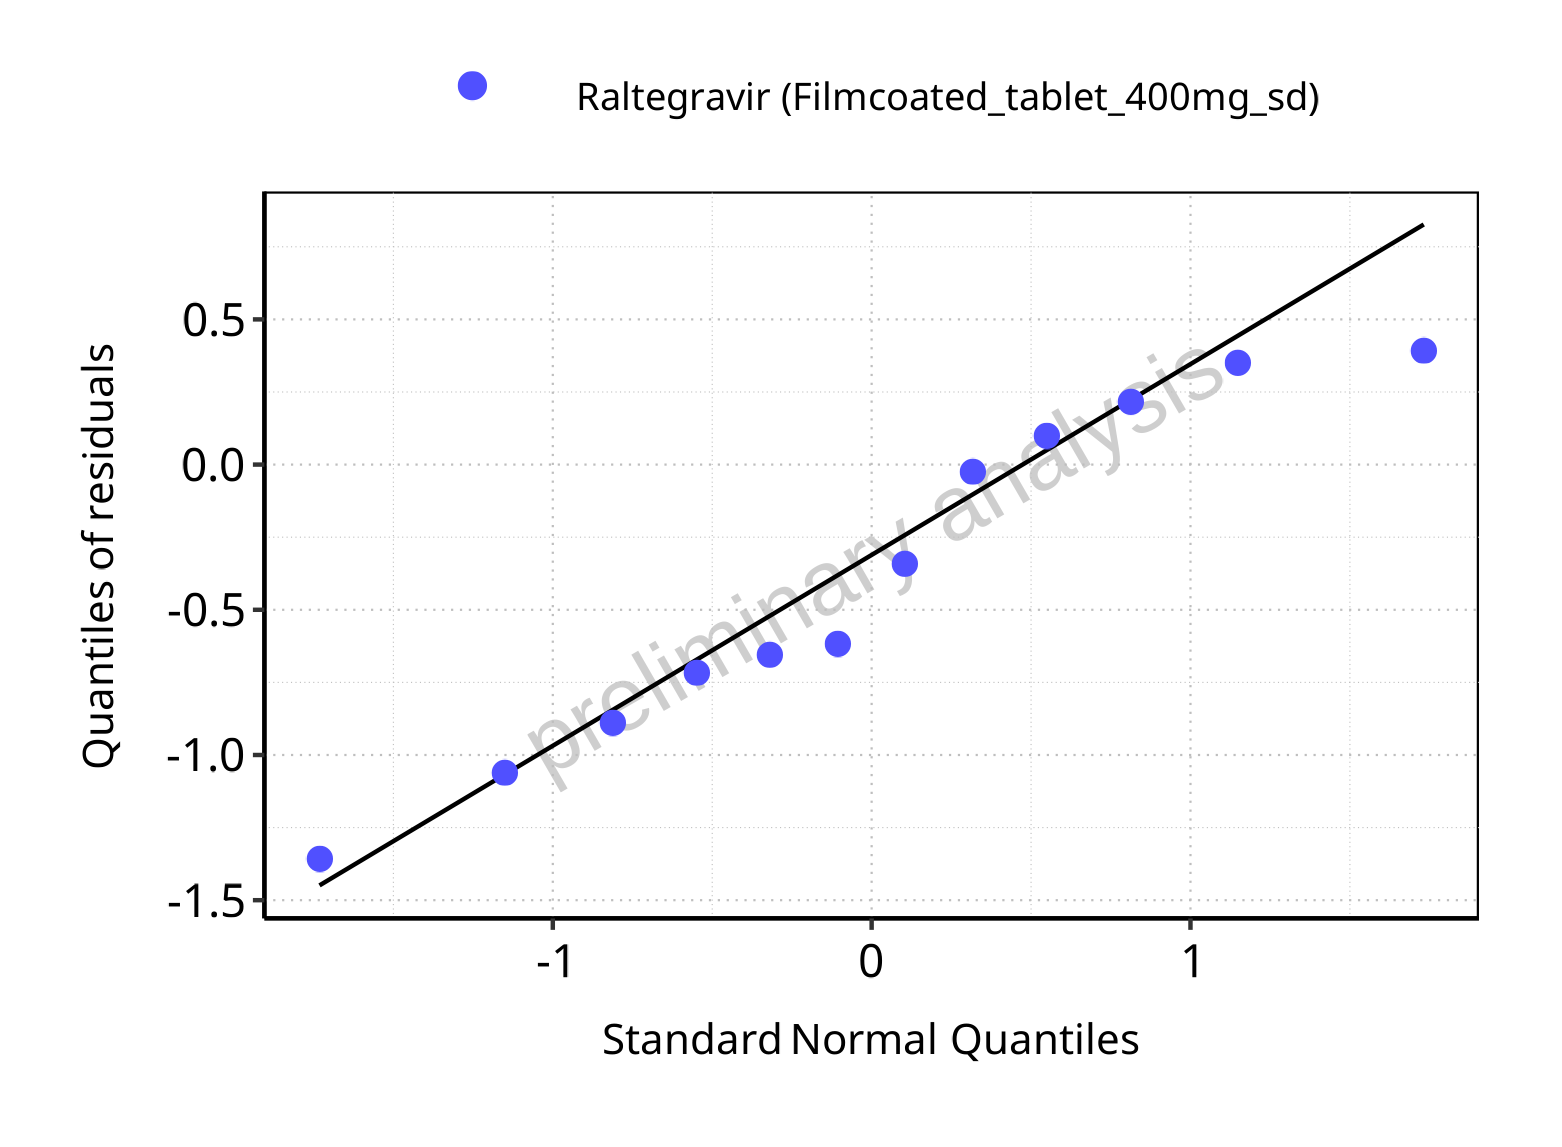 Raltegravir (Filmcoated_tablet_400mg_sd)
Quantiles of residuals
0.5
0.0
-0.5
-1.0
-1.5
preliminary analysis
-1 0 1
Standard Normal Quantiles